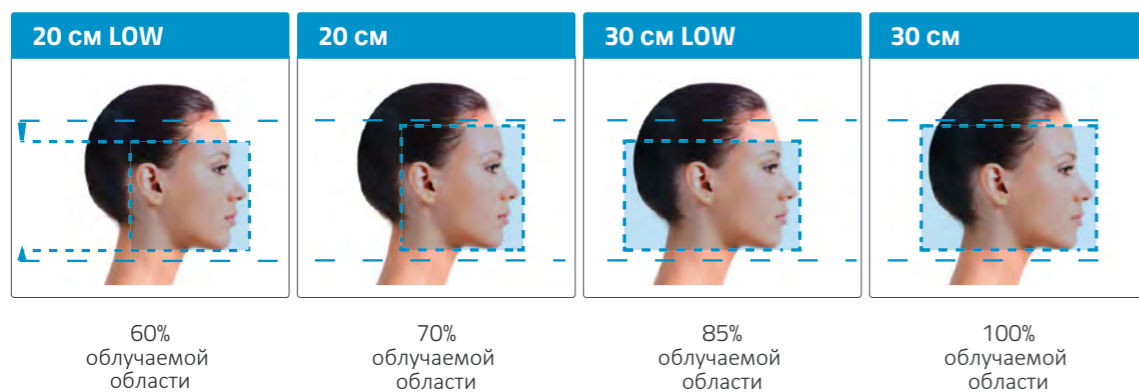 20 см LOW
20 см
30 см LOW
30 см
60%
облучаемой
области
70%
облучаемой
области
85%
облучаемой
области
100%
облучаемой
области